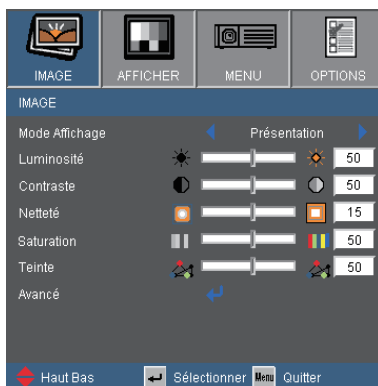 IMAGE AFFICHER MENU OPTIONS
IMAGE
Mode Affichage Présentation
Luminosité 50
Contraste 50
Netteté 15
Saturation 50
Teinte 50
Avancé
Haut Bas Sélectionner Menu Quitter